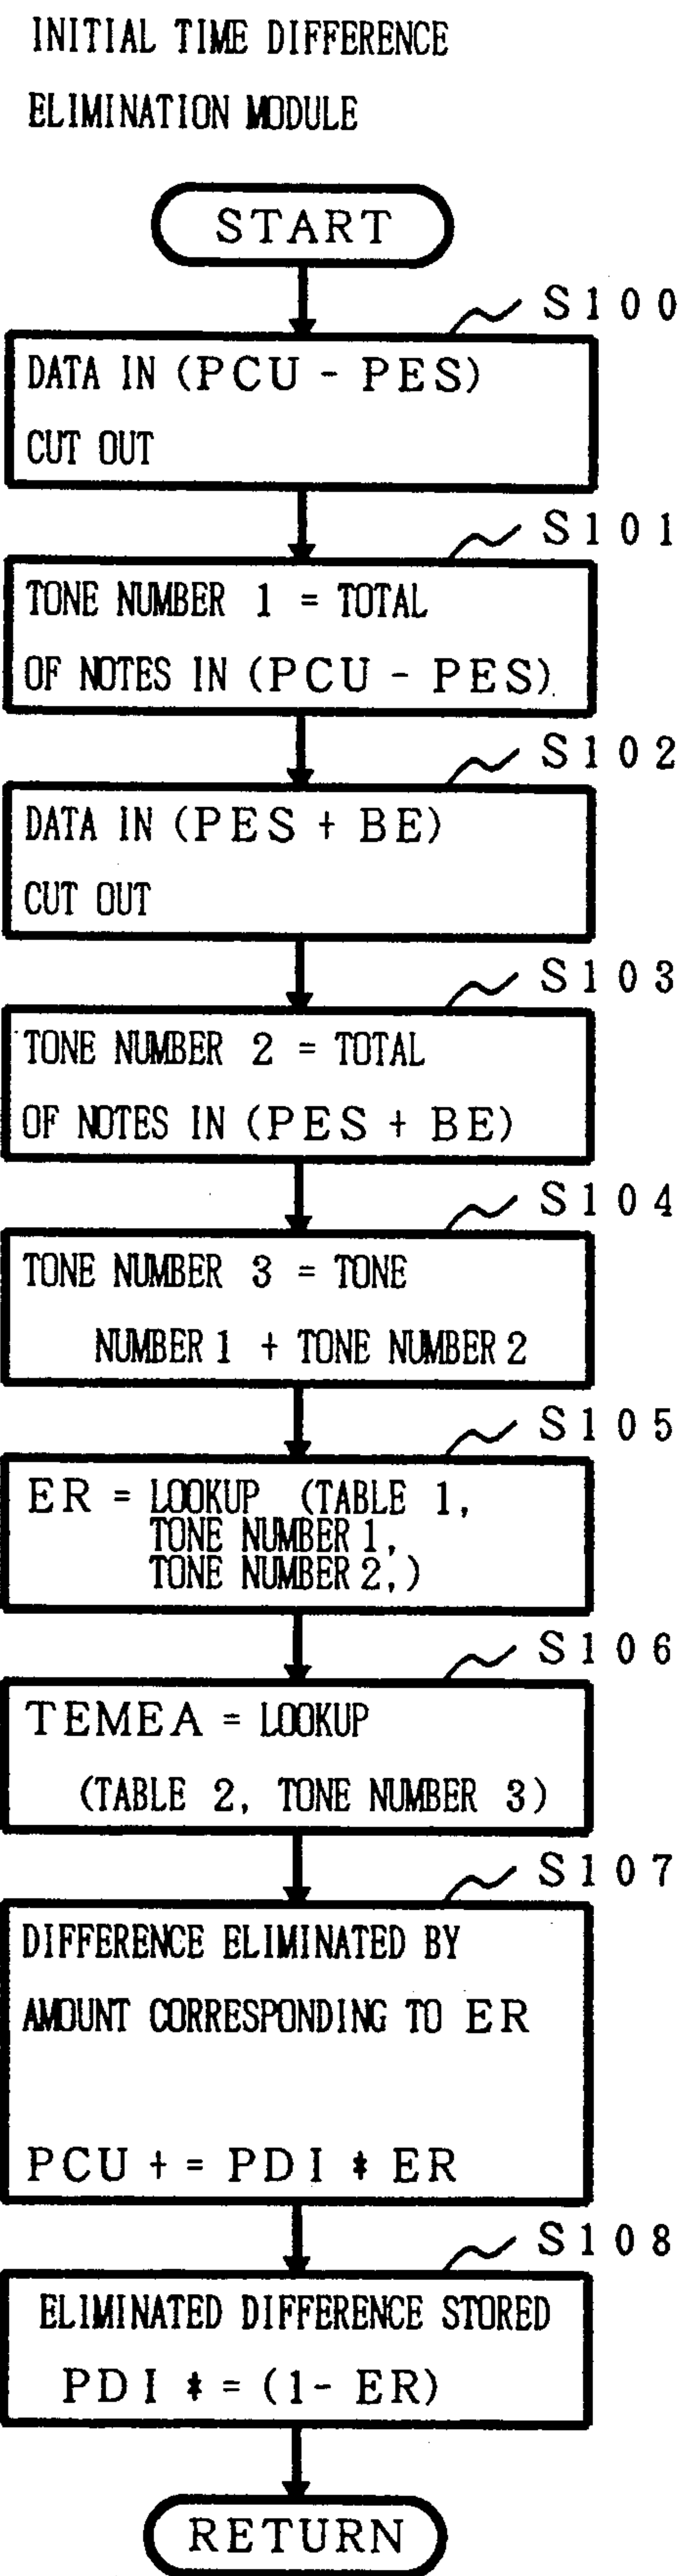 INITIAL TIME DIFFERENCE
ELIMINATION MODULE
START
S100
DATA IN (PCU - PES)
CUT OUT
S101
TONE NUMBER 1 = TOTAL
OF NOTES IN (PCU - PES)
S102
DATA IN (PES + BE)
CUT OUT
S103
TONE NUMBER 2 = TOTAL
OF NOTES IN (PES + BE)
S104
TONE NUMBER 3 = TONE
NUMBER 1 + TONE NUMBER 2
S105
ER = LOOKUP (TABLE 1,
TONE NUMBER 1,
TONE NUMBER 2,)
S106
TEMEA = LOOKUP
(TABLE 2, TONE NUMBER 3)
S107
DIFFERENCE ELIMINATED BY
AMOUNT CORRESPONDING TO ER
PCU + = PDI * ER
S108
ELIMINATED DIFFERENCE STORED
PDI * = (1- ER)
RETURN